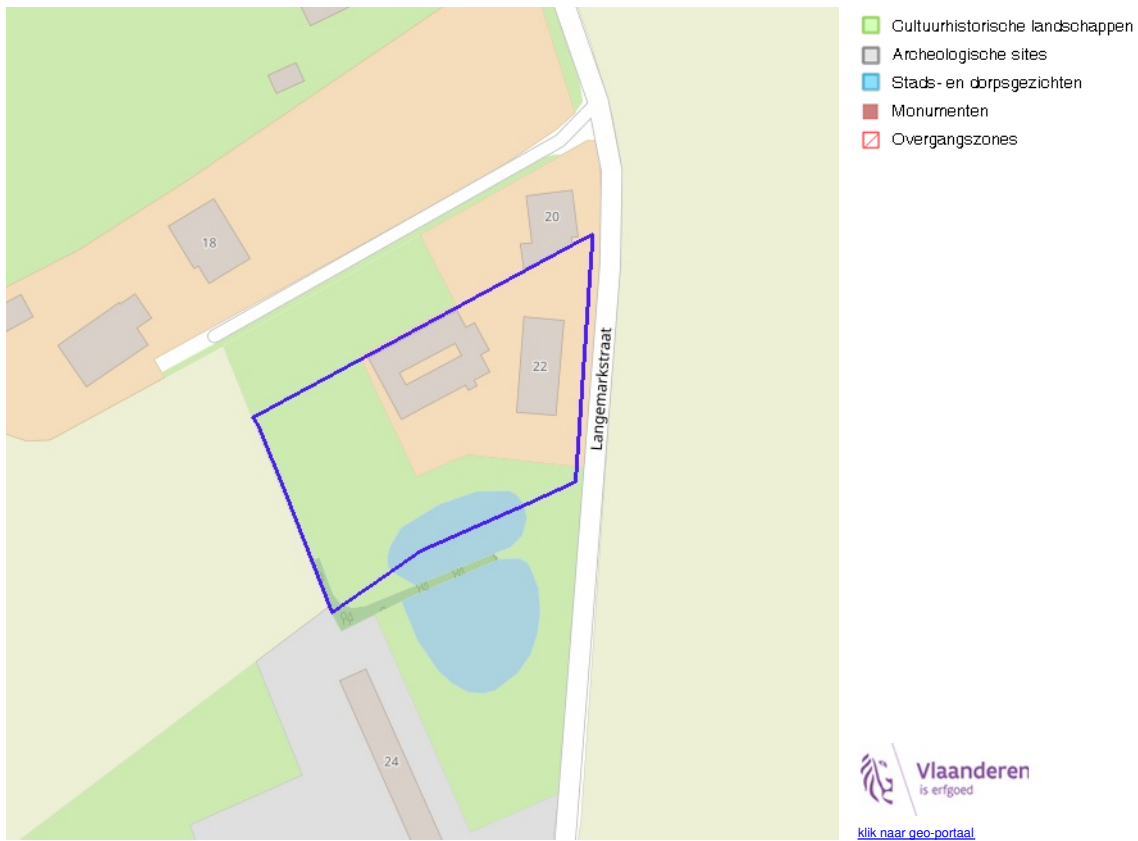 Cultuurhistorische landschappen
Archeologische sites
Stads- en dorpsgezichten
Monumenten
Overgangszones
20
18
22
Langemarkstraat
24
Vlaanderen
is erfgoed
klik naar geo-portaal